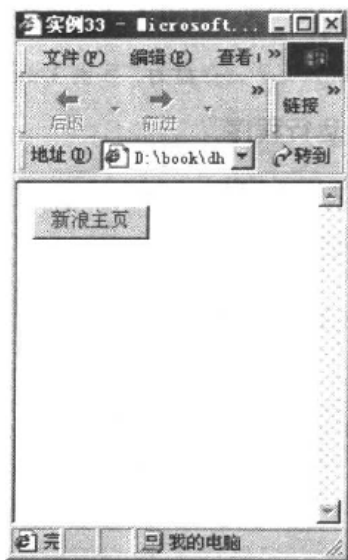 实例33 - Microsoft...
文件(F) 编辑(E) 查看 »
后退 前进 » 链接 »
地址(D) D:\book\dh 转到
新浪主页
完 我的电脑